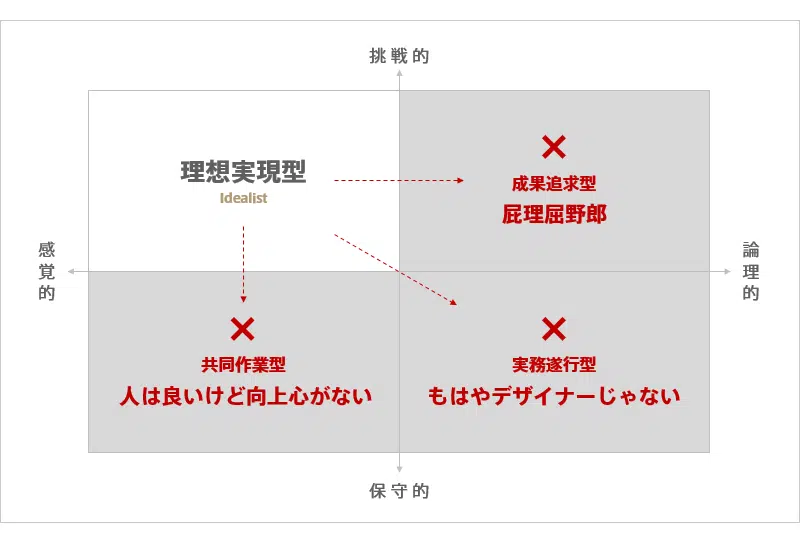 挑戦的
理想実現型
Idealist
成果追求型
屁理屈野郎
感覚的
論理的
共同作業型
人は良いけど向上心がない
実務遂行型
もはやデザイナーじゃない
保守的